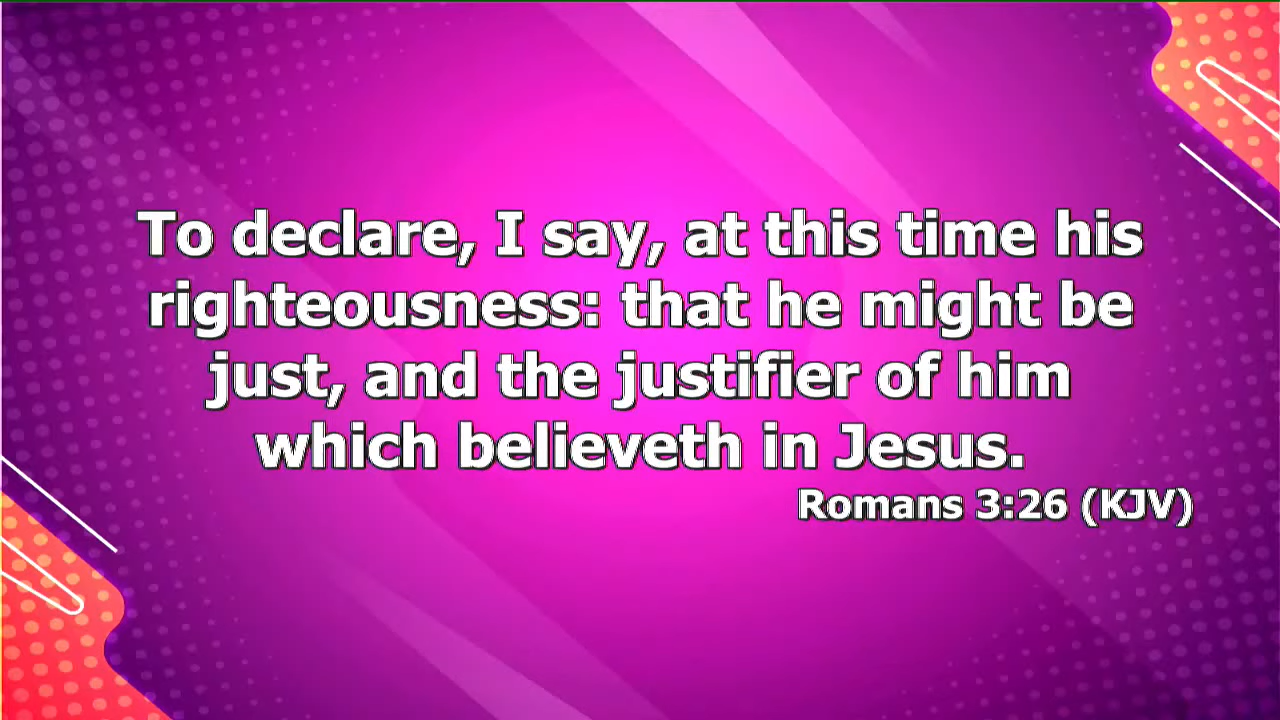 To declare, I say, at this time his
righteousness: that he might be
just, and the justifier of him
which believeth in Jesus.
Romans 3:26 (KJV)